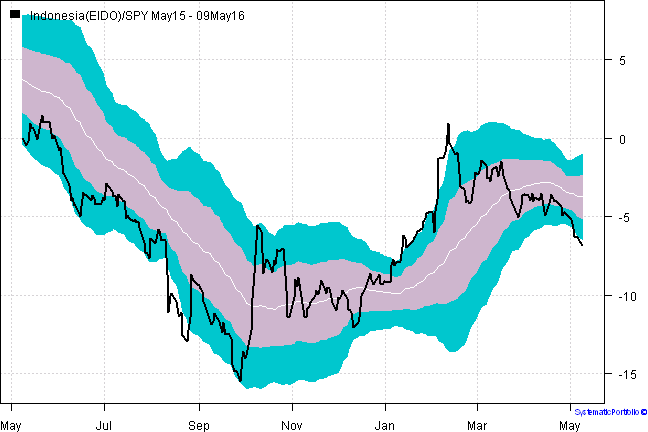 Indonesia(EIDO)/SPY May15 - 09May16
5
0
-5
-10
-15
May Jul Sep Nov Jan Mar May
SystematicPortfolio ©